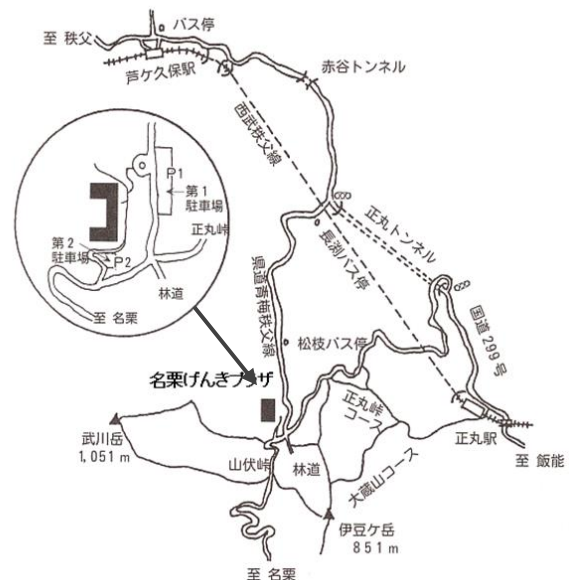 バス停
至 秩父
芦ケ久保駅
赤谷トンネル
西武秩父線
P1
第1
駐車場
正丸峠
第2
駐車場
P2
林道
至 名栗
正丸トンネル
長渕バス停
県道青梅秩父線
国道299号
松枝バス停
名栗げんきプラザ
正丸峠
コース
正丸駅
至 飯能
武川岳
1,051m
山伏峠
林道
大蔵山コース
伊豆ケ岳
851m
至 名栗